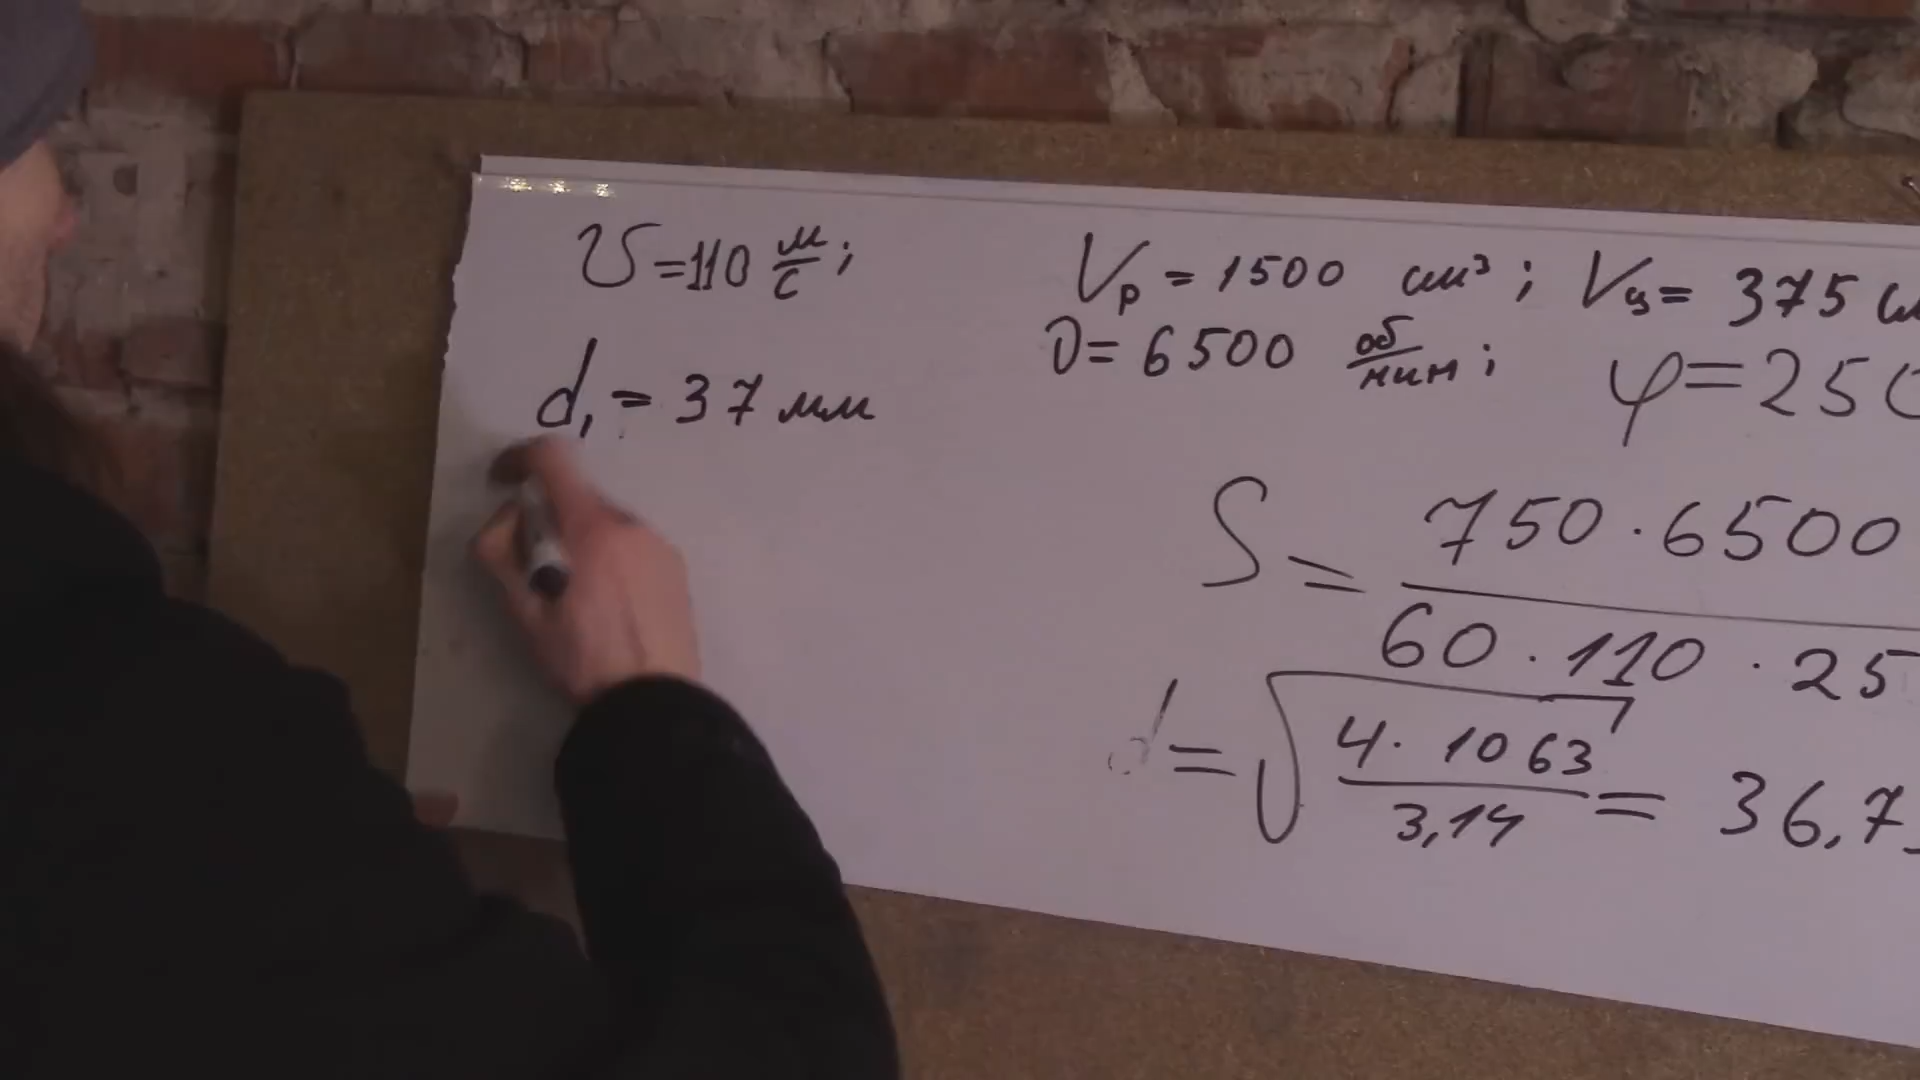 υ = 110 м/с ;
d₁ = 37 мм
Vр = 1500 см³ ; Vц = 375
υ = 6500 об/мин ;
φ = 250
S = 750 · 6500 / 60 · 110 · 25
d = √(4 · 1063 / 3,14) = 36,7